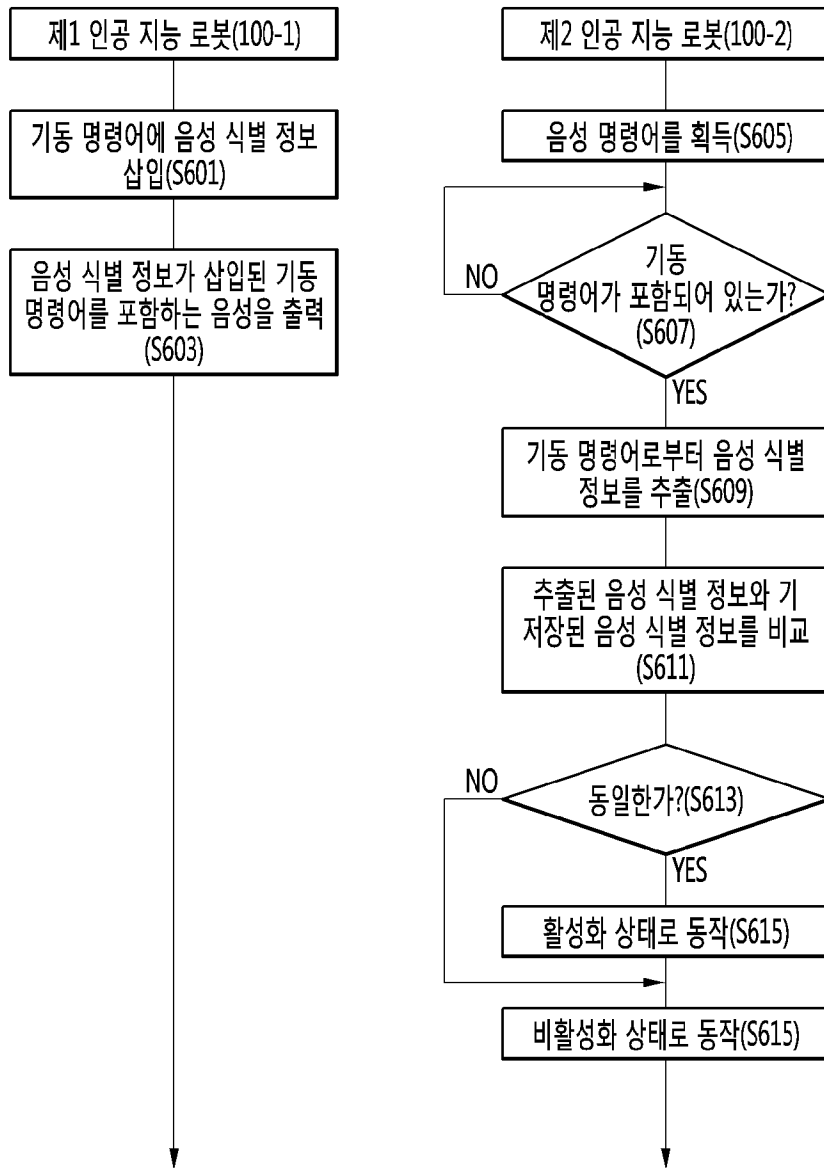 제1 인공 지능 로봇(100-1)
기동 명령어에 음성 식별 정보
삽입(S601)
음성 식별 정보가 삽입된 기동
명령어를 포함하는 음성을 출력
(S603)
제2 인공 지능 로봇(100-2)
음성 명령어를 획득(S605)
기동
명령어가 포함되어 있는가?
(S607)
NO
YES
기동 명령어로부터 음성 식별
정보를 추출(S609)
추출된 음성 식별 정보와 기
저장된 음성 식별 정보를 비교
(S611)
NO
동일한가?(S613)
YES
활성화 상태로 동작(S615)
비활성화 상태로 동작(S615)